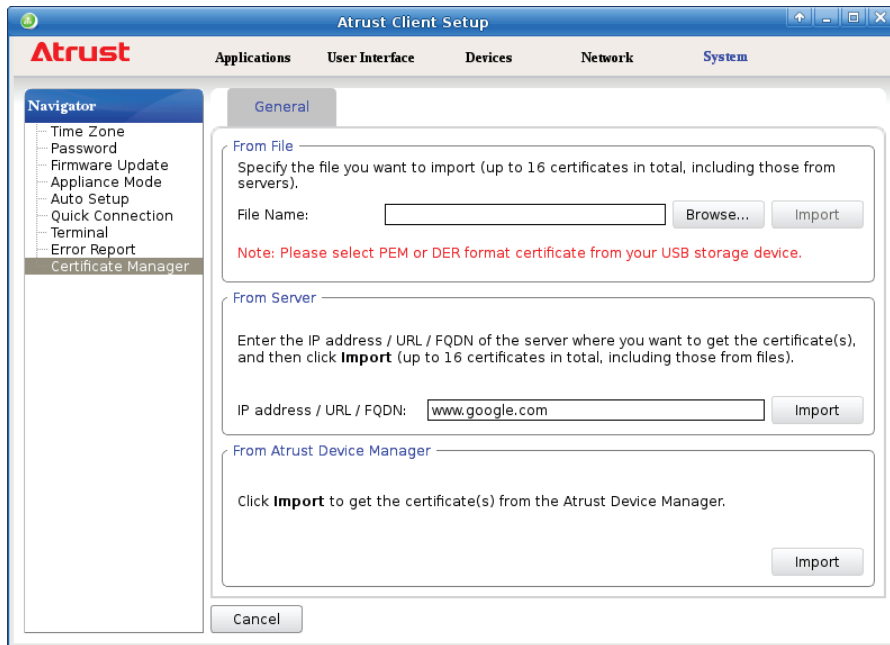 Atrust Client Setup
Atrust
Applications User Interface Devices Network System
Navigator
Time Zone
Password
Firmware Update
Appliance Mode
Auto Setup
Quick Connection
Terminal
Error Report
Certificate Manager
General
From File
Specify the file you want to import (up to 16 certificates in total, including those from
servers).
File Name: Browse... Import
Note: Please select PEM or DER format certificate from your USB storage device.
From Server
Enter the IP address / URL / FQDN of the server where you want to get the certificate(s),
and then click Import (up to 16 certificates in total, including those from files).
IP address / URL / FQDN: www.google.com Import
From Atrust Device Manager
Click Import to get the certificate(s) from the Atrust Device Manager.
Import
Cancel